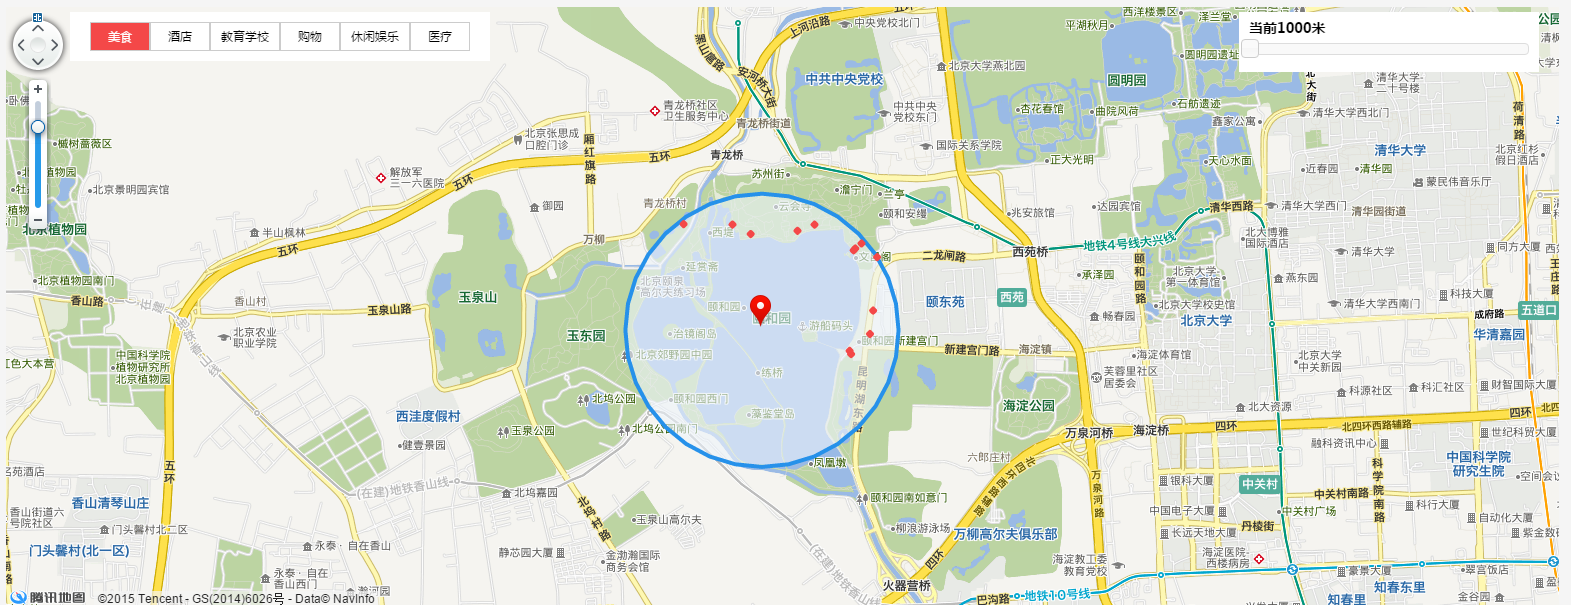 美食
酒店
教育学校
购物
休闲娱乐
医疗
当前1000米
上河沿路
中央党校北门
西洋楼景区
泽兰堂
平湖秋月
圆明园遗址
圆明园
黑山扈路
安河桥大街
中共中央党校
北京大学燕北园
清华大学-
二十号楼
荷清路
青龙桥社区
卫生服务中心
青龙桥街道
中共中央
党校东门
杏花春馆
曲院风荷
石舫遗迹
鑫家公寓
清华大学西北门
北京张思成
口腔门诊
厢红旗路
槭树蔷薇区
青龙桥
五环
国际关系学院
正大光明
天心水面
清华大学
北京红杉
假日酒店
近春园
清华园
解放军
三一六医院
五环
苏州街
澹宁门
兰亭
颐和安缦
蒙民伟音乐厅
北京景明园宾馆
植物园
北京植物园
御园
青龙桥村
云会寺
西堤
兆安旅馆
达园宾馆
清华西路
清华大学西门
清华园街道
半山枫林
五环
万柳
文昌阁
二龙闸路
西苑桥
地铁4号线大兴线
北大博雅
国际酒店
清华大学
同方大厦
王庄路
北京植物园南门
香山路
(在建)地铁香山线
香山村
玉泉山
玉泉山路
延赏斋
北京颐泉
高尔夫练习场
颐和园
颐和园
游船码头
颐东苑
西苑
承泽园
颐和园路
北京大学
第一体育馆
燕东园
北京大学校史馆
清华大学西南门
科技大厦
五道口
畅春园
北京大学
成府路
华清嘉园
红色大本营
北京农业
职业学院
中国科学院
植物研究所
北京植物园
玉东园
冶镜阁岛
北京郊野园中园
颐和园新建宫门
新建宫门路
海淀镇
海淀体育馆
北京大学
中关新园
练桥
昆明湖东路
芙蓉里社区
居委会
科源社区
科汇社区
财智国际大厦
西洼度假村
北坞公园
颐和园西门
藻鉴堂岛
海淀公园
北大资源
四环
北四环西路辅路
四环
北四
玉泉公园
北坞公园南门
健壹景园
万泉河桥
海淀桥
融科资讯中心
世纪科贸大厦
中国科学院
研究生院
五环
凤凰墩
六郎庄村
北四环西路辅路
万泉河路
银科大厦
中关村
中关村南路
科学院南路
名苑酒店
香山清琴山庄
香山街道六
号院社区
(在建)地铁香山线
北坞嘉园
北坞村路
颐和园南如意门
中国电子大厦
中关村广场
科行大厦
自动化大厦
门头馨村北二区
玉泉山高尔夫
柳浪游泳场
万柳高尔夫俱乐部
丹棱街
长远天地大厦
门头馨村(北一区)
永泰·自在香山
静芯园大厦
金泐瀚国际
商务会馆
(在建)地铁香山线
四环
海淀教工委
教育党校
海淀医院
西楼病房
永泰·自在
香山西门
瀚河园
火器营桥
巴沟路
地铁10号线
豪景大厦
知春里
知春东里
翠宫饭店
金谷园
腾讯地图
©2015 Tencent - GS(2014)6026号 - Data© NavInfo